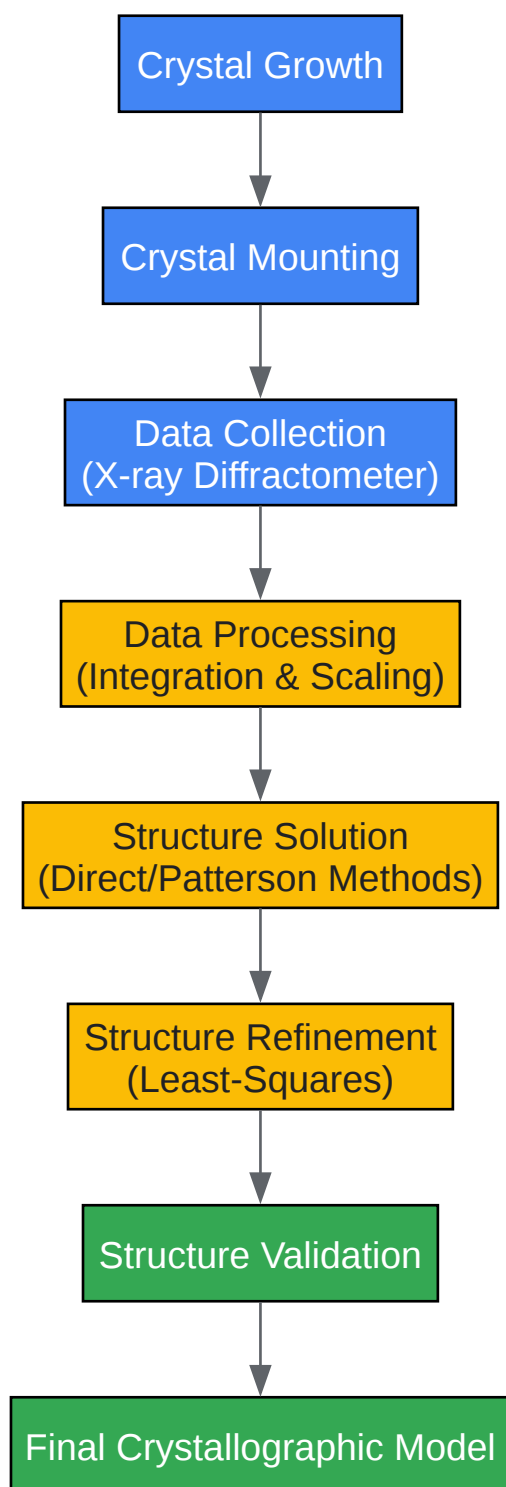 Crystal Growth
Crystal Mounting
Data Collection
(X-ray Diffractometer)
Data Processing
(Integration & Scaling)
Structure Solution
(Direct/Patterson Methods)
Structure Refinement
(Least-Squares)
Structure Validation
Final Crystallographic Model